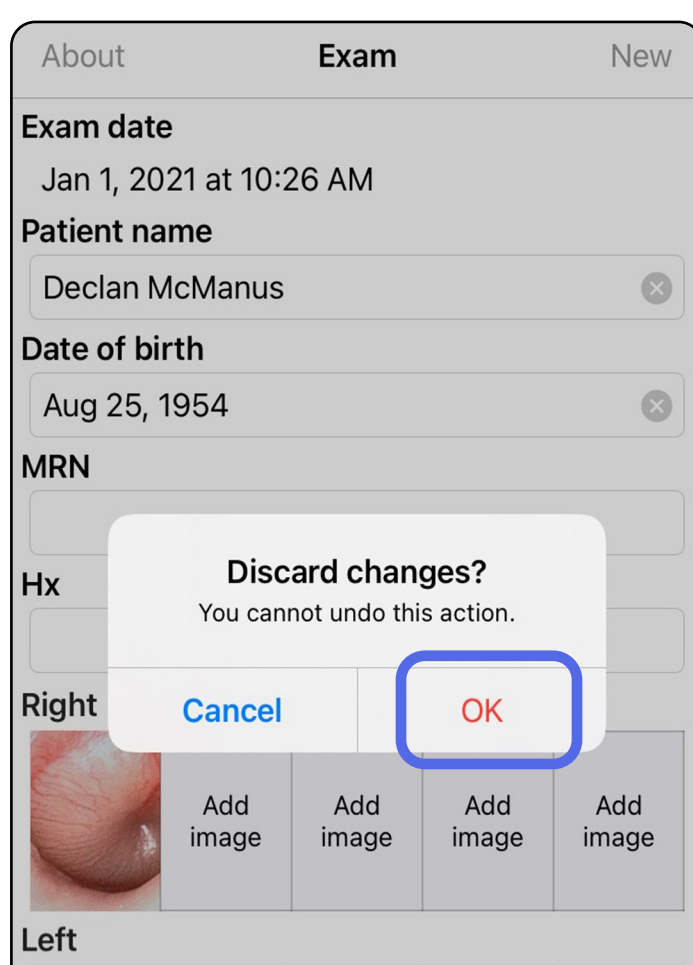 About Exam New
Exam date
Jan 1, 2021 at 10:26 AM
Patient name
Declan McManus
Date of birth
Aug 25, 1954
MRN
Discard changes?
You cannot undo this action.
Hx
Cancel OK
Right
Add image
Add image
Add image
Add image
Left